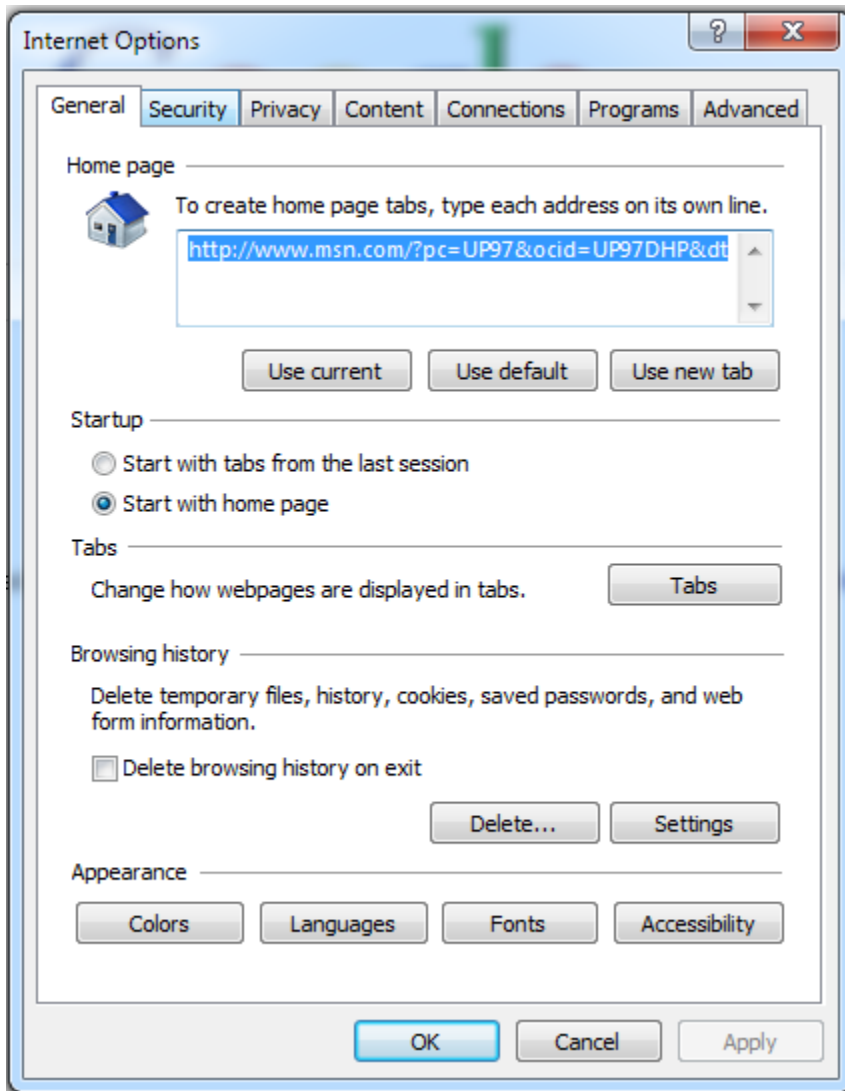 Internet Options
General Security Privacy Content Connections Programs Advanced
Home page
To create home page tabs, type each address on its own line.
http://www.msn.com/?pc=UP97&ocid=UP97DHP&dt
Use current Use default Use new tab
Startup
Start with tabs from the last session
Start with home page
Tabs
Change how webpages are displayed in tabs. Tabs
Browsing history
Delete temporary files, history, cookies, saved passwords, and web
form information.
Delete browsing history on exit
Delete... Settings
Appearance
Colors Languages Fonts Accessibility
OK Cancel Apply